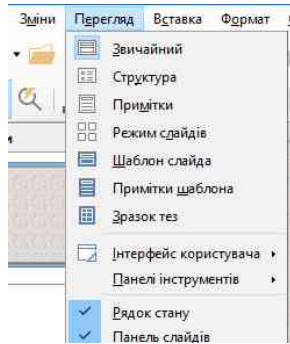 Зміни Перегляд Вставка Формат
Звичайний
Структура
Примітки
Режим слайдів
Шаблон слайда
Примітки шаблона
Зразок тез
Інтерфейс користувача
Панелі інструментів
Рядок стану
Панель слайдів